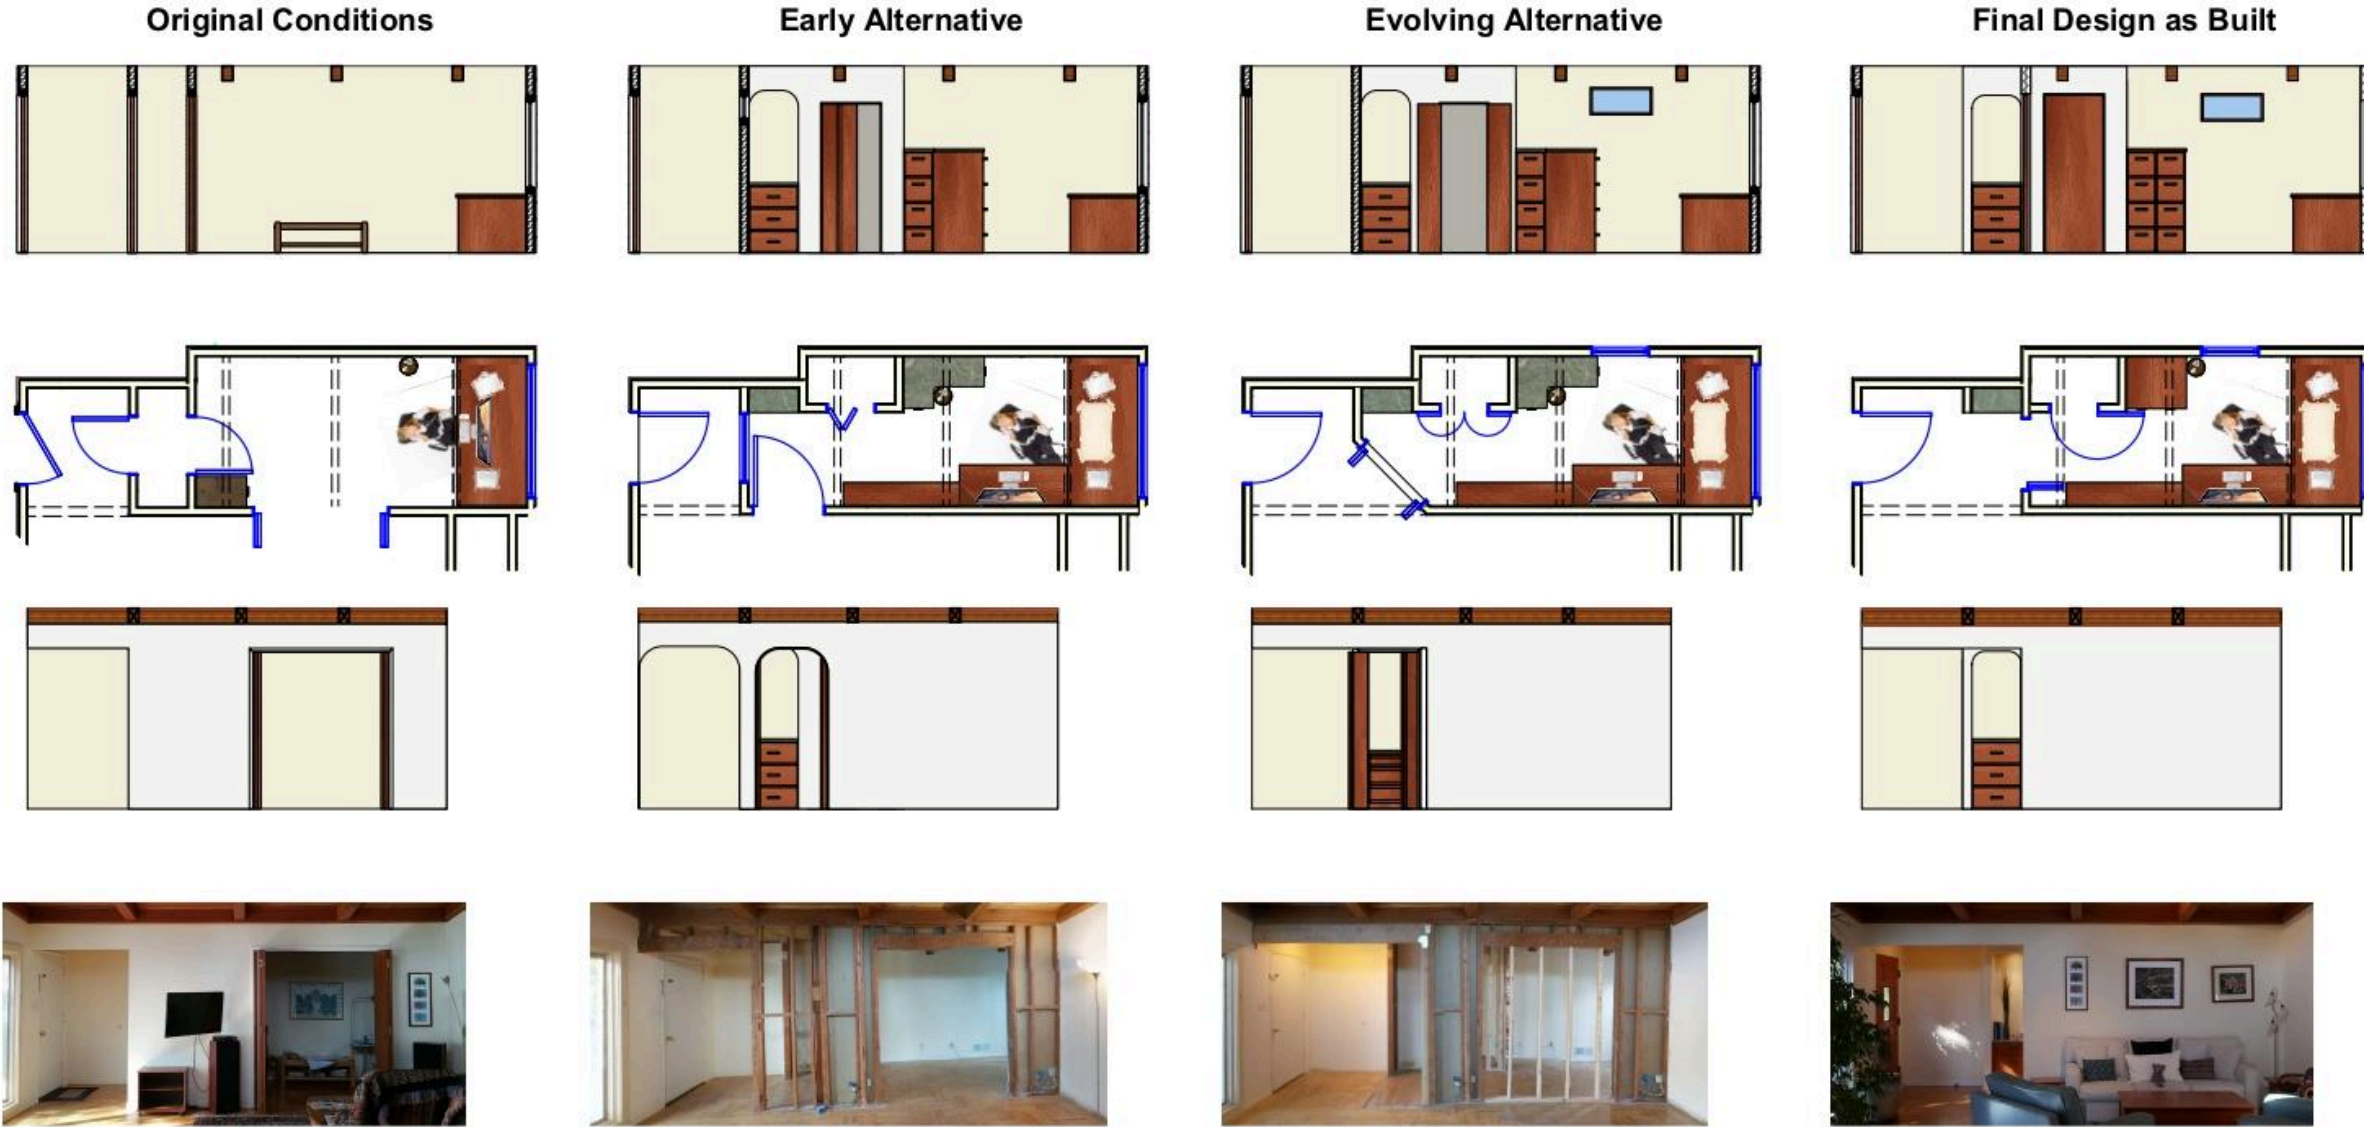 Original Conditions
Early Alternative
Evolving Alternative
Final Design as Built